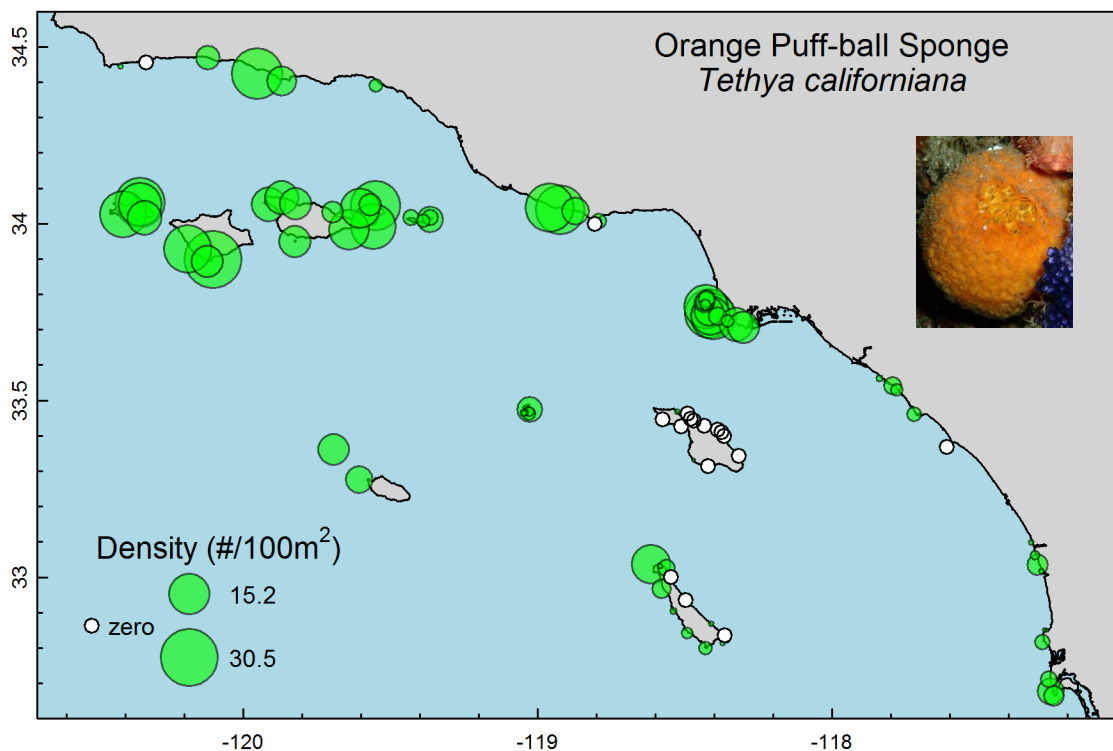 Orange Puff-ball Sponge
Tethya californiana
34.5
34
33.5
33
Density (#/100m²)
15.2
zero
30.5
-120
-119
-118